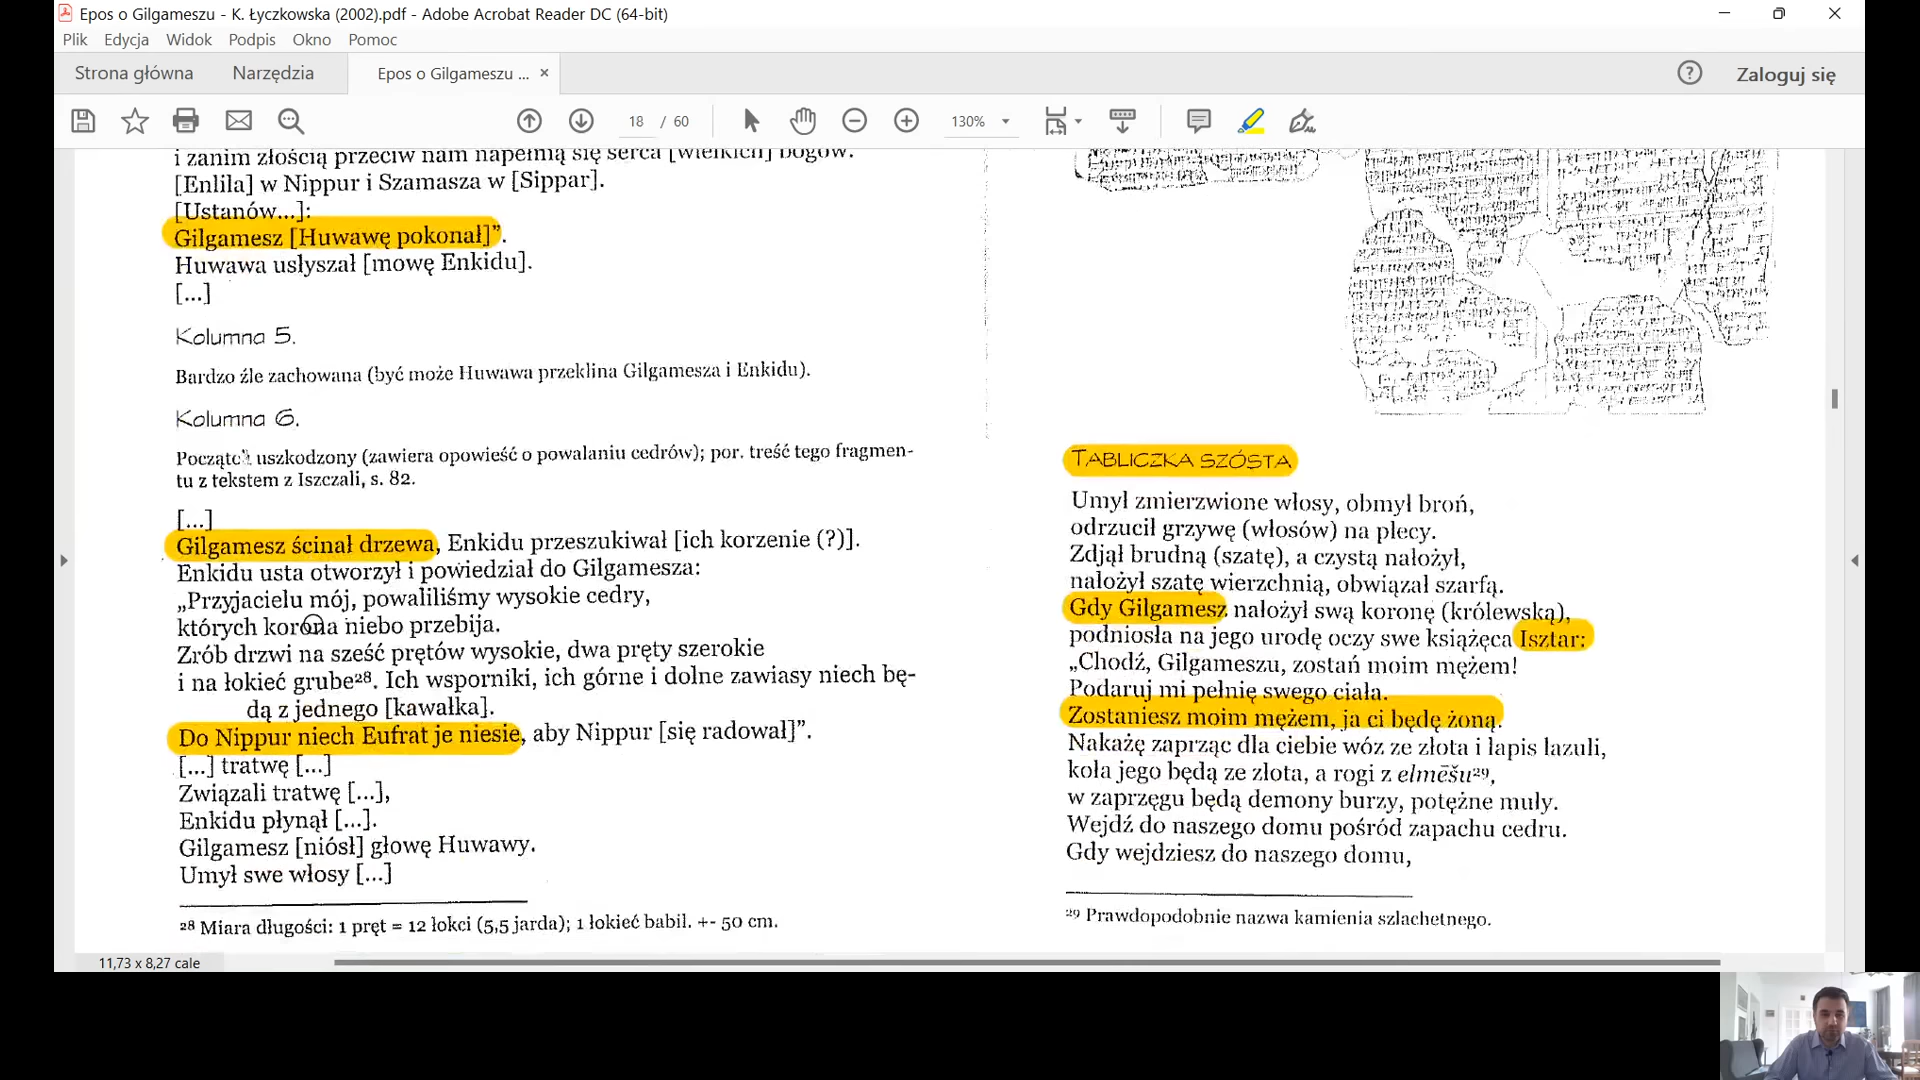 Epos o Gilgameszu - K. Łyczkowska (2002).pdf - Adobe Acrobat Reader DC (64-bit)
Plik Edycja Widok Podpis Okno Pomoc
Strona główna Narzędzia Epos o Gilgameszu ... × Zaloguj się
18 / 60 130%
i zanim złością przeciw nam napełnią się serca [wielkich] bogów.
[Enlila] w Nippur i Szamasza w [Sippar].
[Ustanów...]:
Gilgamesz [Huwawę pokonał]”.
Huwawa usłyszał [mowę Enkidu].
[...]
Kolumna 5.
Bardzo źle zachowana (być może Huwawa przeklina Gilgamesza i Enkidu).
Kolumna 6.
Początek uszkodzony (zawiera opowieść o powalaniu cedrów); por. treść tego fragmen-
tu z tekstem z Iszczali, s. 82.
[...]
Gilgamesz ścinał drzewa, Enkidu przeszukiwał [ich korzenie (?)].
Enkidu usta otworzył i powiedział do Gilgamesza:
„Przyjacielu mój, powaliliśmy wysokie cedry,
których korona niebo przebija.
Zrób drzwi na sześć prętów wysokie, dwa pręty szerokie
i na łokieć grube²⁸. Ich wsporniki, ich górne i dolne zawiasy niech bę-
dą z jednego [kawałka].
Do Nippur niech Eufrat je niesie, aby Nippur [się radował]”.
[...] tratwę [...]
Związali tratwę [...],
Enkidu płynął [...].
Gilgamesz [niósł] głowę Huwawy.
Umył swe włosy [...]
²⁸ Miara długości: 1 pręt = 12 łokci (5,5 jarda); 1 łokieć babil. +- 50 cm.
TABLICZKA SZÓSTA
Umył zmierzwione włosy, obmył broń,
odrzucił grzywę (włosów) na plecy.
Zdjął brudną (szatę), a czystą nałożył,
nałożył szatę wierzchnią, obwiązał szarfą.
Gdy Gilgamesz nałożył swą koronę (królewską),
podniosła na jego urodę oczy swe książęca Isztar:
„Chodź, Gilgameszu, zostań moim mężem!
Podaruj mi pełnię swego ciała.
Zostaniesz moim mężem, ja ci będę żoną.
Nakażę zaprząc dla ciebie wóz ze złota i lapis lazuli,
koła jego będą ze złota, a rogi z elmēšu²⁹,
w zaprzęgu będą demony burzy, potężne muły.
Wejdź do naszego domu pośród zapachu cedru.
Gdy wejdziesz do naszego domu,
²⁹ Prawdopodobnie nazwa kamienia szlachetnego.
11,73 x 8,27 cale